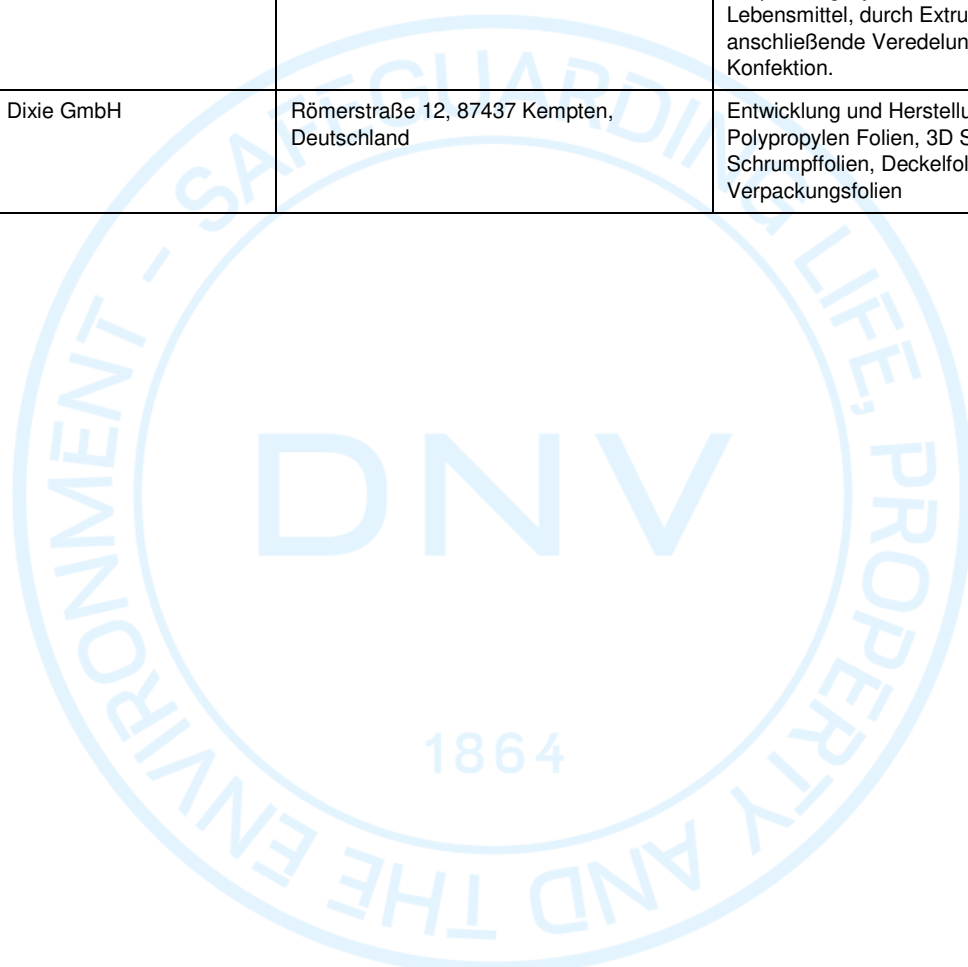 Lebensmittel, durch Extru
anschließende Veredelun
Konfektion.
Dixie GmbH
Römerstraße 12, 87437 Kempten,
Deutschland
Entwicklung und Herstellu
Polypropylen Folien, 3D S
Schrumpffolien, Deckelfol
Verpackungsfolien
SAFEGUARDING LIFE, PROPERTY AND THE ENVIRONMENT -
DNV
1864